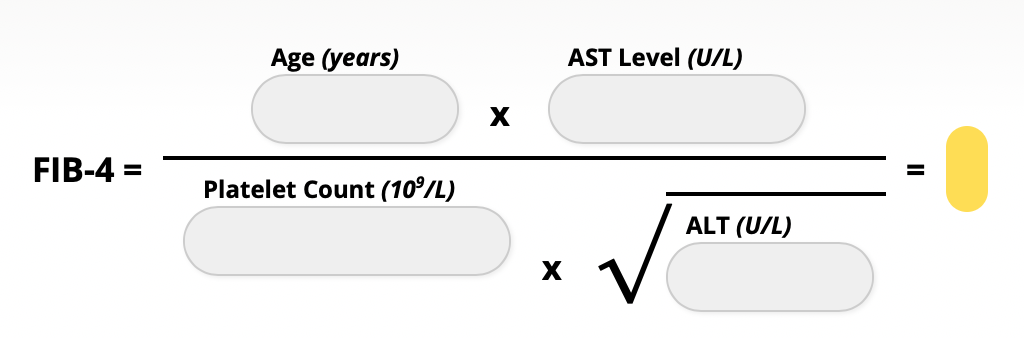 Age (years)
AST Level (U/L)
x
FIB-4 =
=
Platelet Count (10⁹/L)
ALT (U/L)
x
√